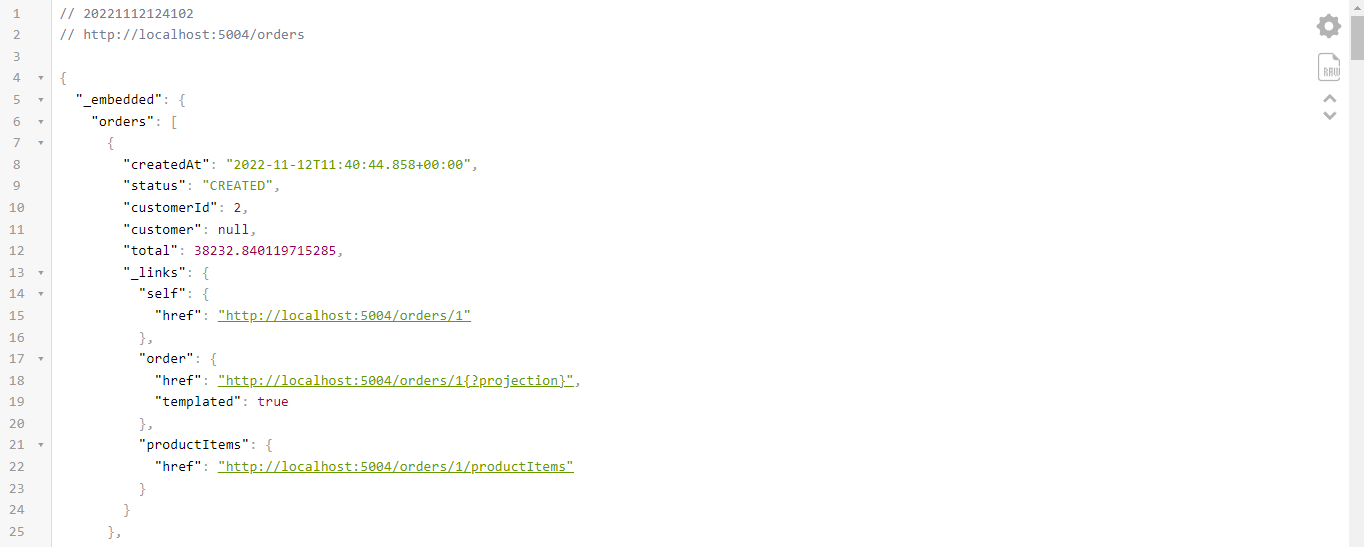 1 // 20221112124102
2 // http://localhost:5004/orders
3
4 {
5 "_embedded": {
6 "orders": [
7 {
8 "createdAt": "2022-11-12T11:40:44.858+00:00",
9 "status": "CREATED",
10 "customerId": 2,
11 "customer": null,
12 "total": 38232.840119715285,
13 "_links": {
14 "self": {
15 "href": "http://localhost:5004/orders/1"
16 },
17 "order": {
18 "href": "http://localhost:5004/orders/1{?projection}",
19 "templated": true
20 },
21 "productItems": {
22 "href": "http://localhost:5004/orders/1/productItems"
23 }
24 }
25 },
RAW